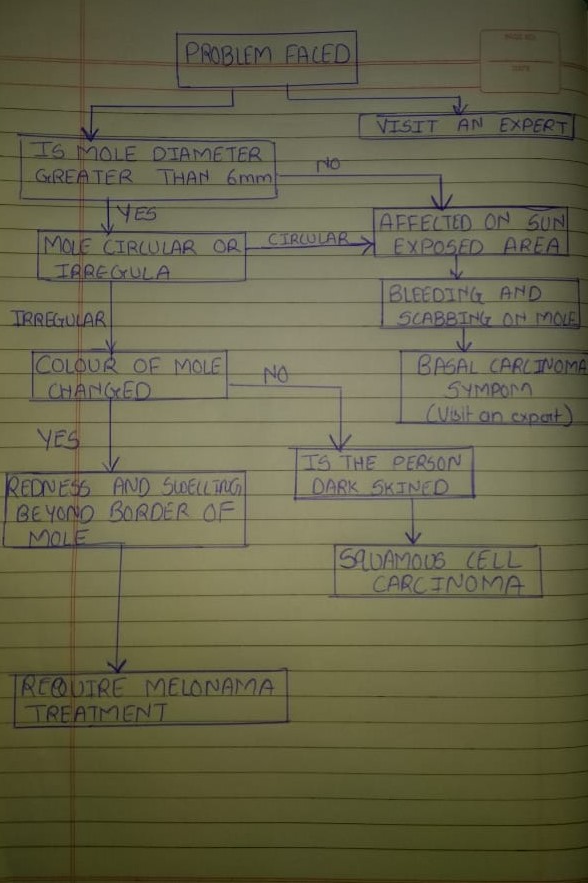 PROBLEM FACED
VISIT AN EXPERT
IS MOLE DIAMETER
GREATER THAN 6mm
NO
YES
MOLE CIRCULAR OR
IRREGULA
CIRCULAR
AFFECTED ON SUN
EXPOSED AREA
BLEEDING AND
SCABBING ON MOLE
IRREGULAR
COLOUR OF MOLE
CHANGED
NO
BASAL CARCINOMA
SYMPOM
(Visit an expert)
YES
IS THE PERSON
DARK SKINED
REDNESS AND SWELLING
BEYOND BORDER OF
MOLE
SQUAMOUS CELL
CARCINOMA
REQUIRE MELONAMA
TREATMENT